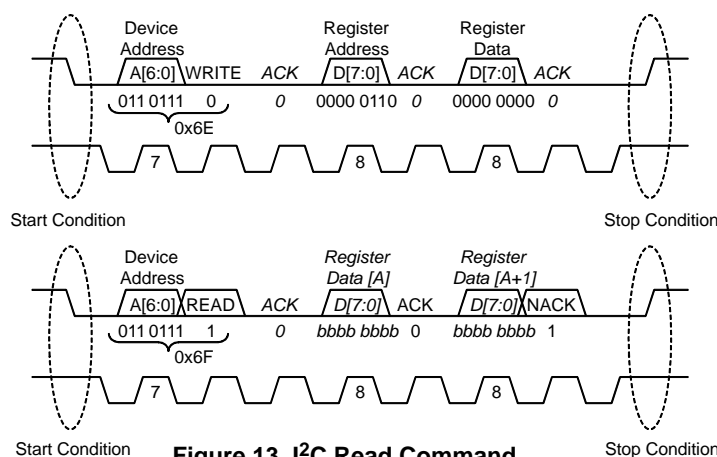 Device Address Register Address Register Data
A[6:0] WRITE ACK D[7:0] ACK D[7:0] ACK
011 0111 0 0 0000 0110 0 0000 0000 0
0x6E
7 8 8
Start Condition Stop Condition
Device Address Register Data [A] Register Data [A+1]
A[6:0] READ ACK D[7:0] ACK D[7:0] NACK
011 0111 1 0 bbbb bbbb 0 bbbb bbbb 1
0x6F
7 8 8
Start Condition Figure 13. I²C Read Command Stop Condition